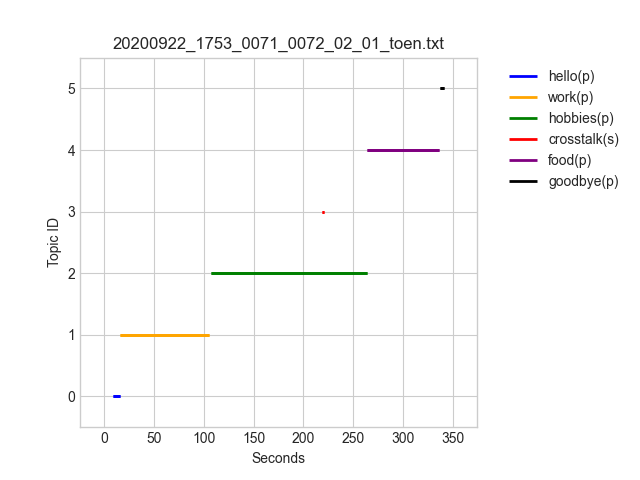 20200922_1753_0071_0072_02_01_toen.txt
hello(p)
work(p)
hobbies(p)
crosstalk(s)
food(p)
goodbye(p)
Topic ID
5
4
3
2
1
0
0 50 100 150 200 250 300 350
Seconds